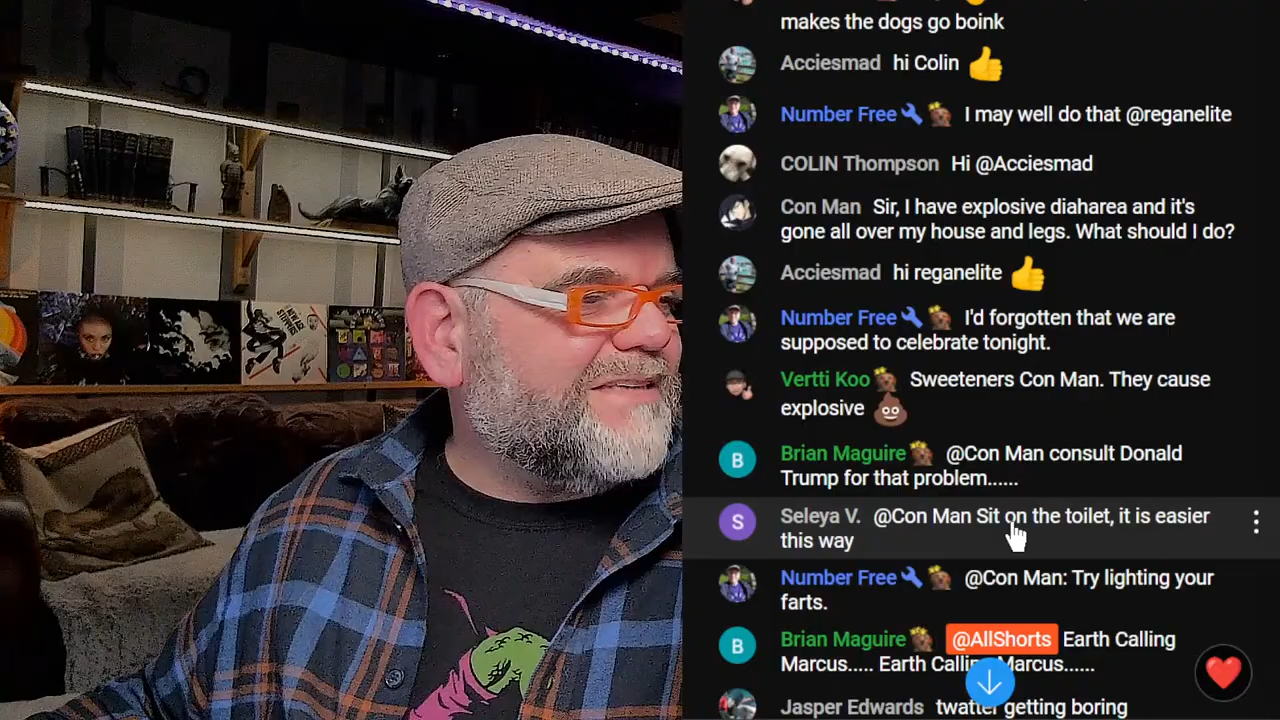 makes the dogs go boink
Acciesmad hi Colin
Number Free I may well do that @reganelite
COLIN Thompson Hi @Acciesmad
Con Man Sir, I have explosive diaharea and it's
gone all over my house and legs. What should I do?
Acciesmad hi reganelite
Number Free I'd forgotten that we are
supposed to celebrate tonight.
Vertti Koo Sweeteners Con Man. They cause
explosive
B Brian Maguire @Con Man consult Donald
Trump for that problem......
S Seleya V. @Con Man Sit on the toilet, it is easier
this way
Number Free @Con Man: Try lighting your
farts.
B Brian Maguire @AllShorts Earth Calling
Marcus..... Earth Calling Marcus......
Jasper Edwards twatter getting boring